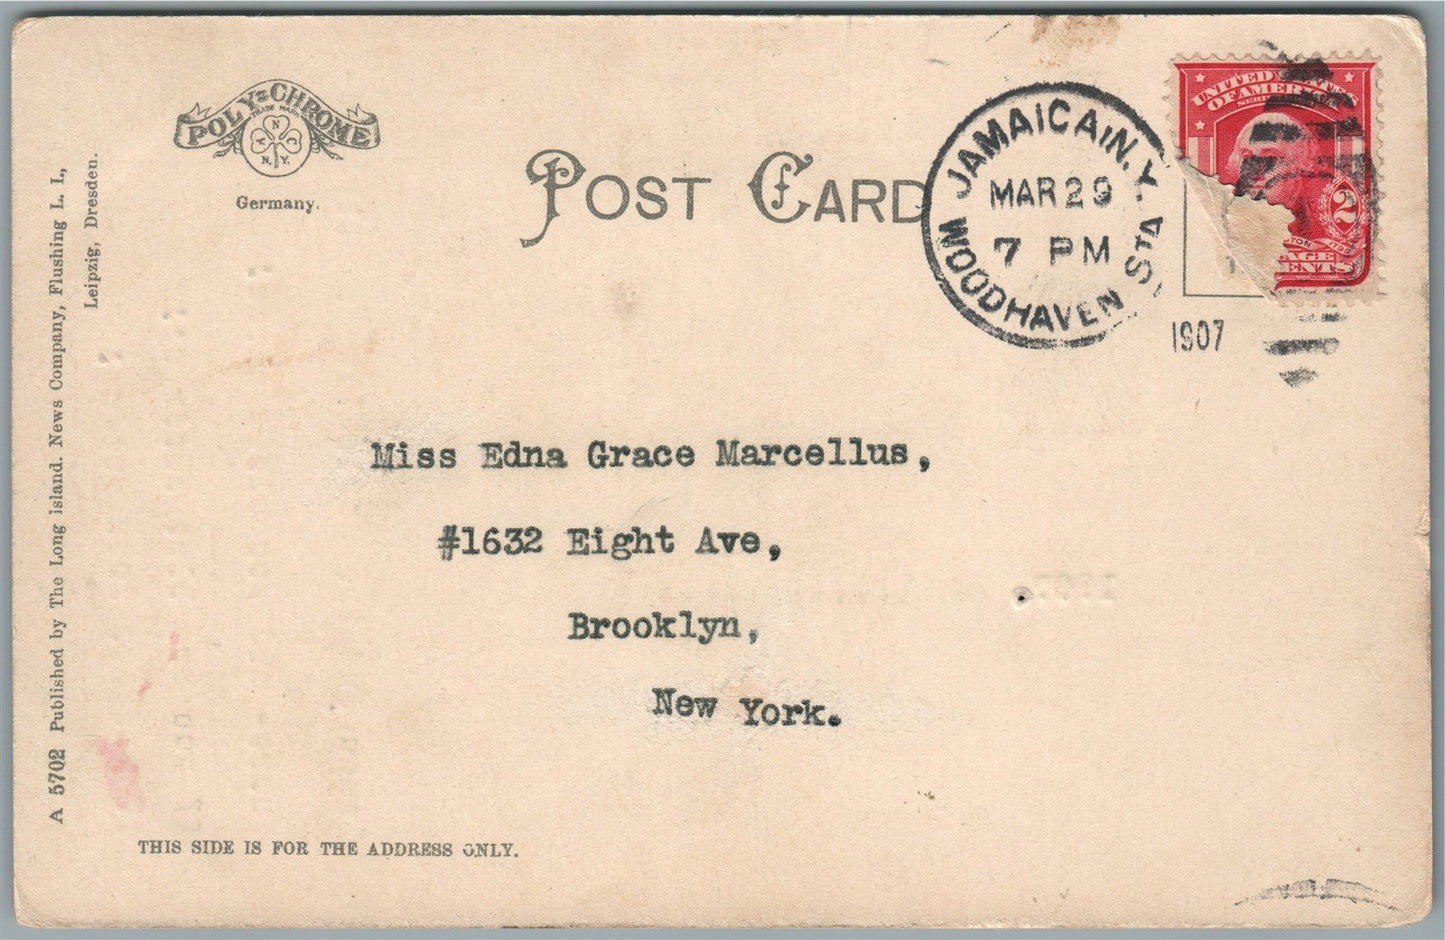 POLY-CHROME
TRADE MARK
A N C
N.Y.
Germany.
POST CARD
JAMAICA, N.Y.
MAR 29
7 PM
WOODHAVEN STA.
1907
UNITED STATES
OF AMERICA
SERIES
2
CENTS
Miss Edna Grace Marcellus,
#1632 Eight Ave,
Brooklyn,
New York.
A 5702 Published by The Long Island. News Company, Flushing L. I.,
Leipzig, Dresden.
THIS SIDE IS FOR THE ADDRESS ONLY.